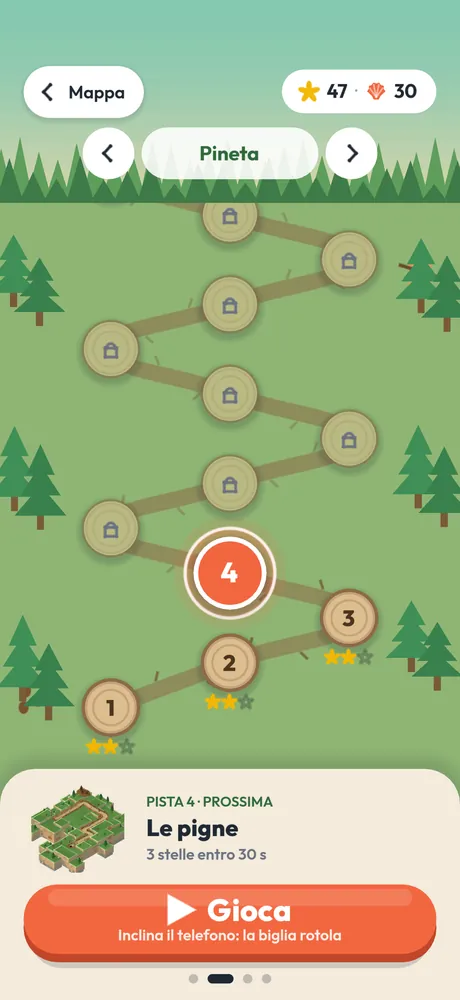 Mappa
47 · 30
Pineta
4
3
2
1
PISTA 4 · PROSSIMA
Le pigne
3 stelle entro 30 s
Gioca
Inclina il telefono: la biglia rotola